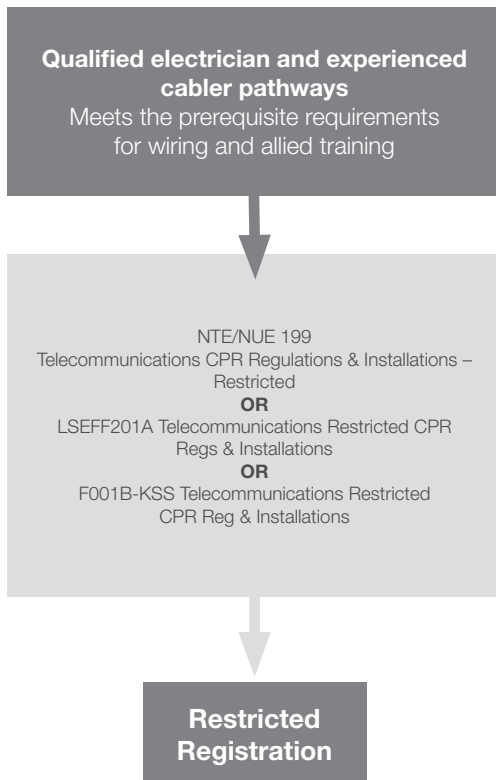 Qualified electrician and experienced
cabler pathways
Meets the prerequisite requirements
for wiring and allied training
NTE/NUE 199
Telecommunications CPR Regulations & Installations –
Restricted
OR
LSEFF201A Telecommunications Restricted CPR
Regs & Installations
OR
F001B-KSS Telecommunications Restricted
CPR Reg & Installations
Restricted
Registration